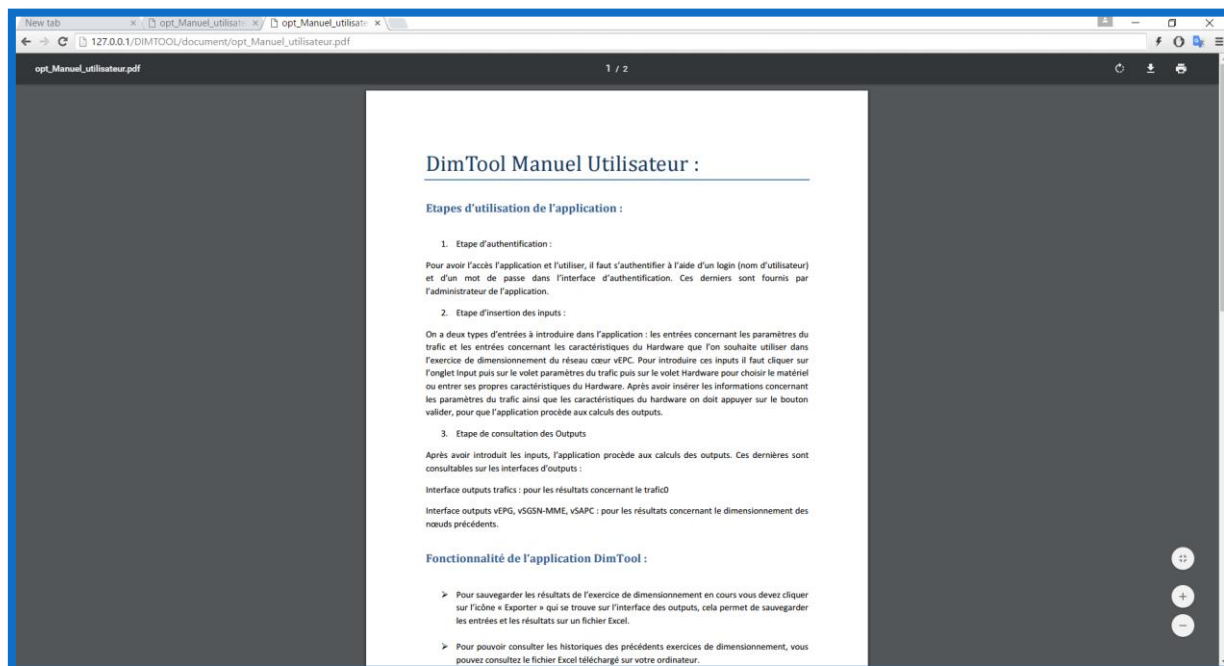 New tab
opt_Manuel_utilisate
opt_Manuel_utilisate
127.0.0.1/DIMTOOL/document/opt_Manuel_utilisateur.pdf
opt_Manuel_utilisateur.pdf
1 / 2
DimTool Manuel Utilisateur :
Etapes d'utilisation de l'application :
1. Etape d'authentification :
Pour avoir l'accès l'application et l'utiliser, il faut s'authentifier à l'aide d'un login (nom d'utilisateur)
et d'un mot de passe dans l'interface d'authentification. Ces derniers sont fournis par
l'administrateur de l'application.
2. Etape d'insertion des inputs :
On a deux types d'entrées à introduire dans l'application : les entrées concernant les paramètres du
trafic et les entrées concernant les caractéristiques du Hardware que l'on souhaite utiliser dans
l'exercice de dimensionnement du réseau cœur vEPC. Pour introduire ces inputs il faut cliquer sur
l'onglet Input puis sur le volet paramètres du trafic puis sur le volet Hardware pour choisir le matériel
ou entrer ses propres caractéristiques du Hardware. Après avoir insérer les informations concernant
les paramètres du trafic ainsi que les caractéristiques du hardware on doit appuyer sur le bouton
valider, pour que l'application procède aux calculs des outputs.
3. Etape de consultation des Outputs
Après avoir introduit les inputs, l'application procède aux calculs des outputs. Ces dernières sont
consultables sur les interfaces d'outputs :
Interface outputs trafics : pour les résultats concernant le trafic0
Interface outputs vEPG, vSGSN-MME, vSAPC : pour les résultats concernant le dimensionnement des
nœuds précédents.
Fonctionnalité de l'application DimTool :
➢ Pour sauvegarder les résultats de l'exercice de dimensionnement en cours vous devez cliquer
sur l'icône « Exporter » qui se trouve sur l'interface des outputs, cela permet de sauvegarder
les entrées et les résultats sur un fichier Excel.
➢ Pour pouvoir consulter les historiques des précédents exercices de dimensionnement, vous
pouvez consultez le fichier Excel téléchargé sur votre ordinateur.